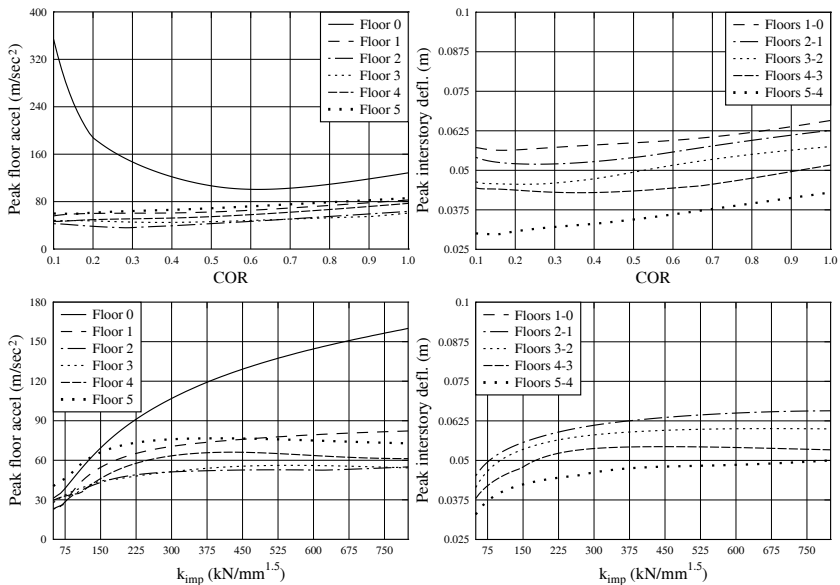 Peak floor accel (m/sec²)
400
320
240
160
80
0
0.1 0.2 0.3 0.4 0.5 0.6 0.7 0.8 0.9 1.0
COR
Floor 0
Floor 1
Floor 2
Floor 3
Floor 4
Floor 5
Peak interstory defl. (m)
0.1
0.0875
0.075
0.0625
0.05
0.0375
0.025
0.1 0.2 0.3 0.4 0.5 0.6 0.7 0.8 0.9 1.0
COR
Floors 1-0
Floors 2-1
Floors 3-2
Floors 4-3
Floors 5-4
Peak floor accel (m/sec²)
180
150
120
90
60
30
0
75 150 225 300 375 450 525 600 675 750
k_imp (kN/mm^1.5)
Floor 0
Floor 1
Floor 2
Floor 3
Floor 4
Floor 5
Peak interstory defl. (m)
0.1
0.0875
0.075
0.0625
0.05
0.0375
0.025
75 150 225 300 375 450 525 600 675 750
k_imp (kN/mm^1.5)
Floors 1-0
Floors 2-1
Floors 3-2
Floors 4-3
Floors 5-4